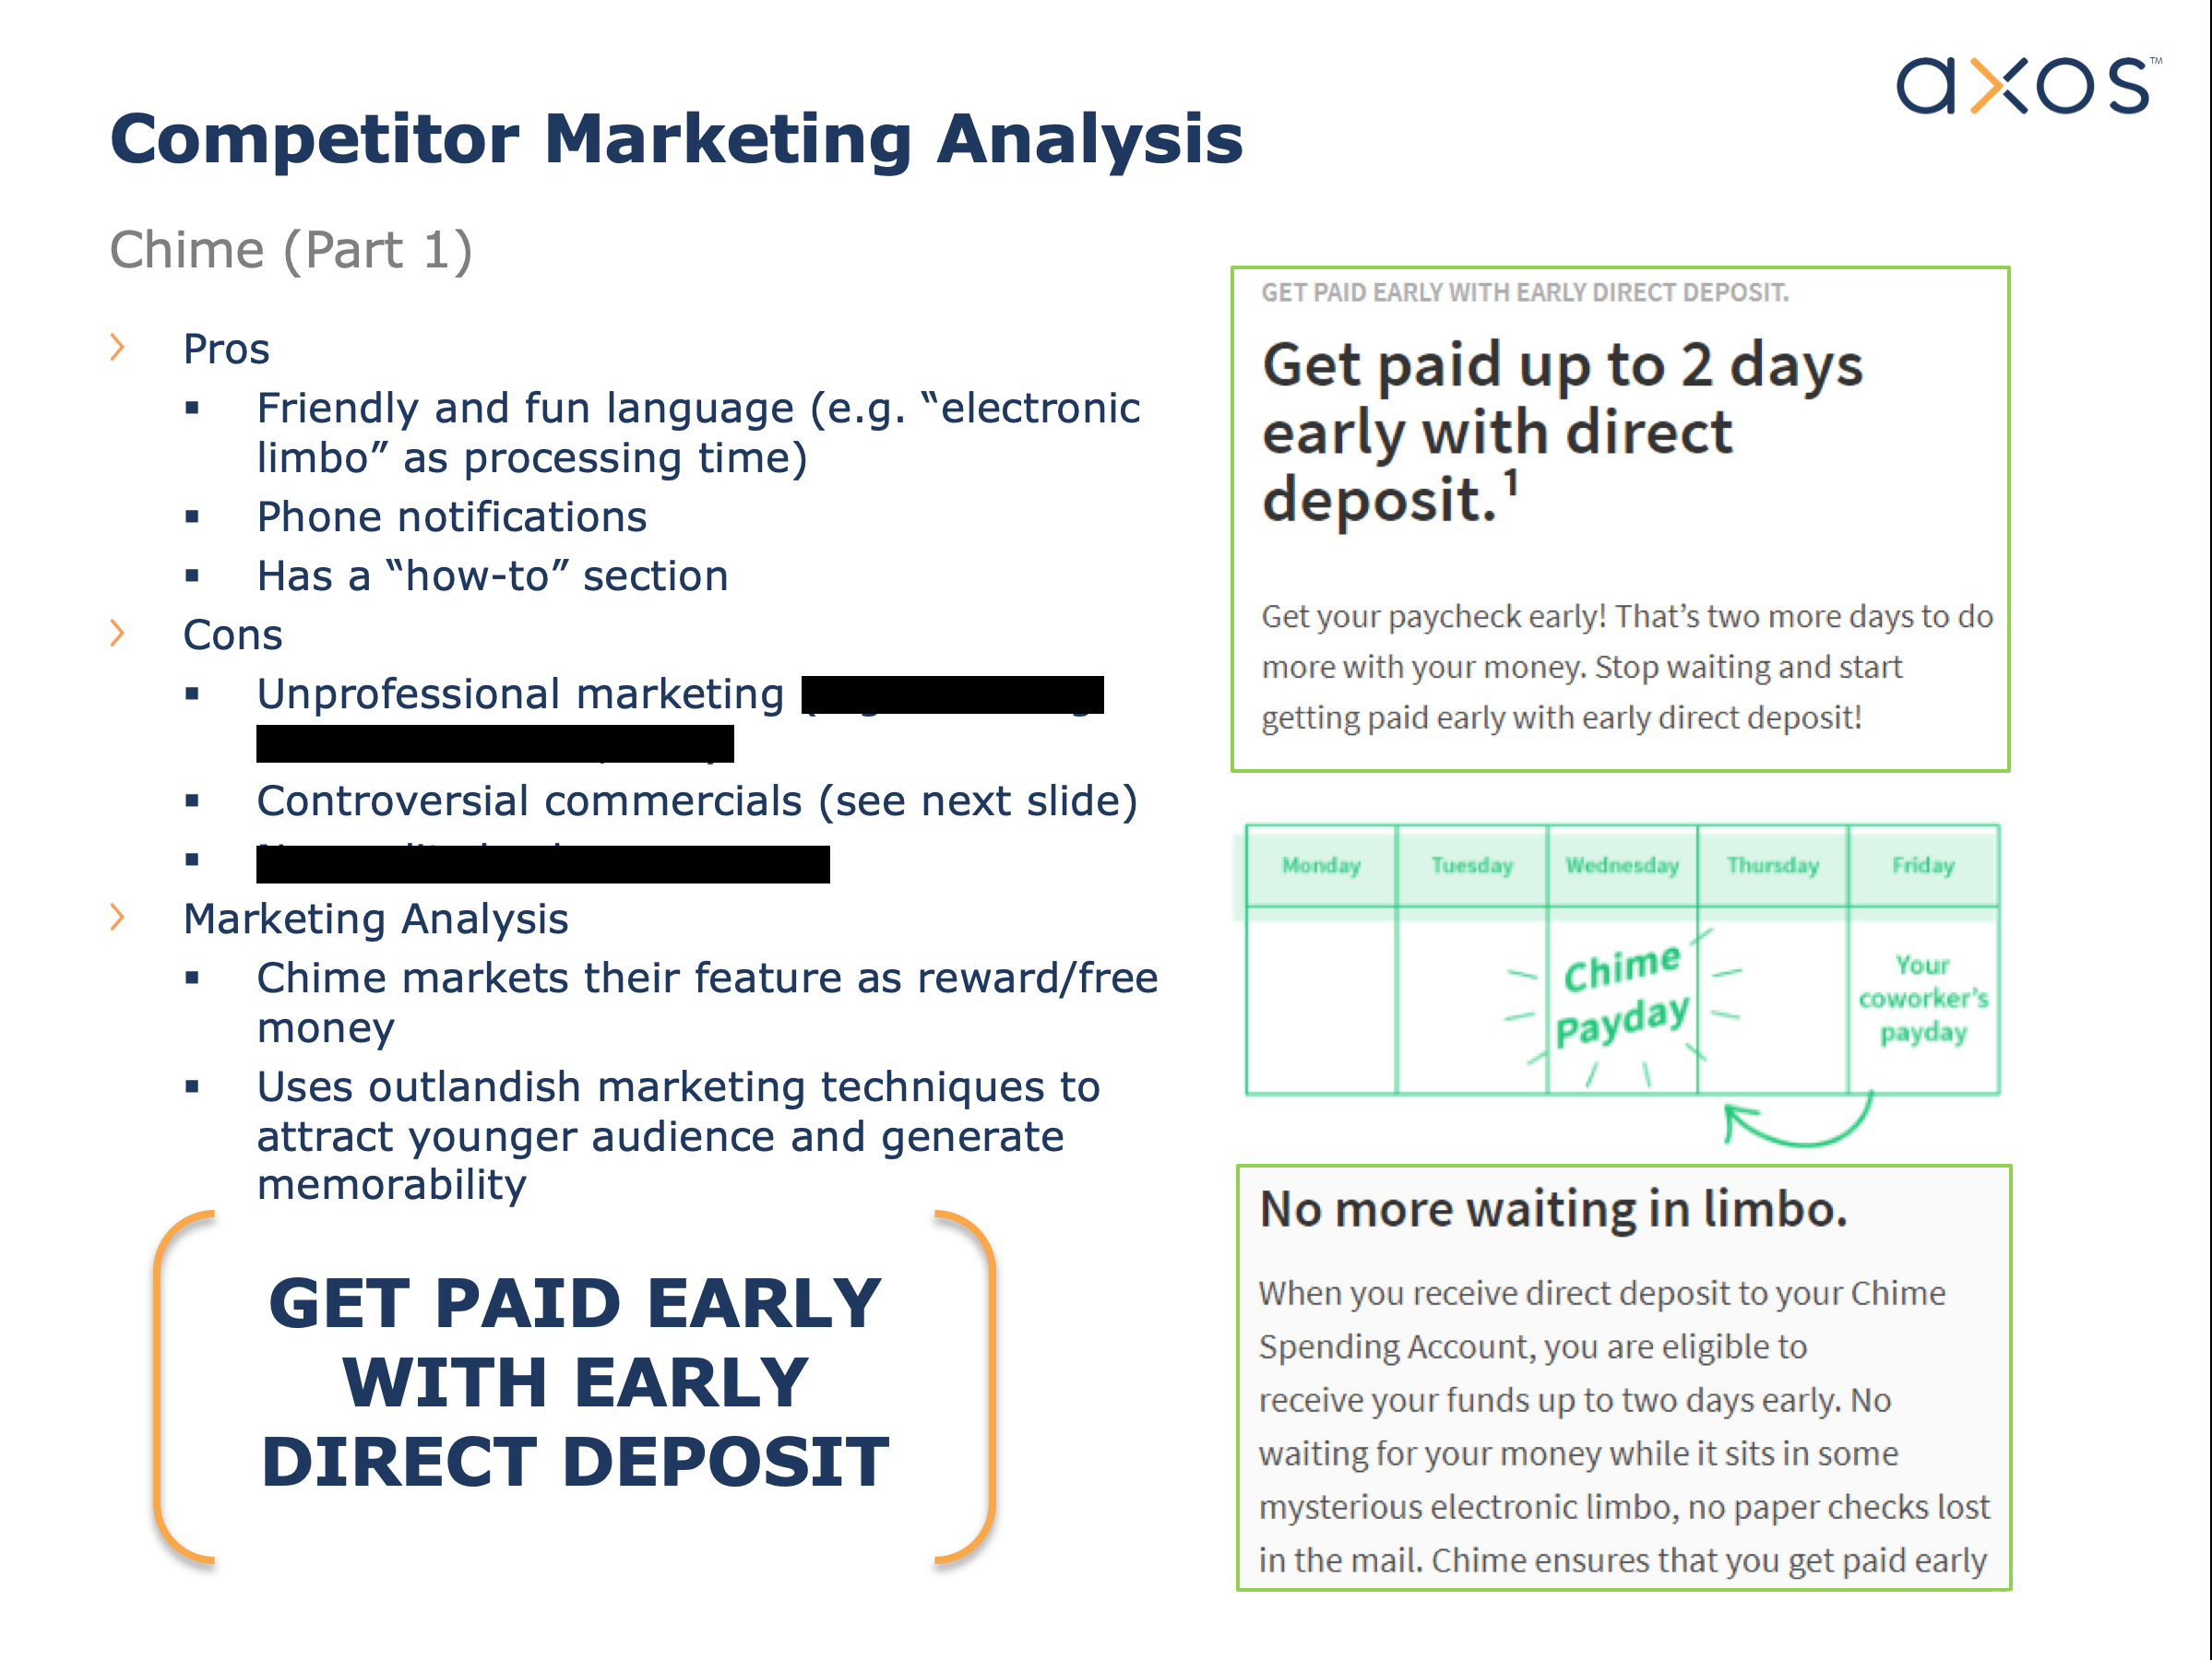 axos™
Competitor Marketing Analysis
Chime (Part 1)
Pros
Friendly and fun language (e.g. “electronic
limbo” as processing time)
Phone notifications
Has a “how-to” section
Cons
Unprofessional marketing
Controversial commercials (see next slide)
Marketing Analysis
Chime markets their feature as reward/free
money
Uses outlandish marketing techniques to
attract younger audience and generate
memorability
GET PAID EARLY
WITH EARLY
DIRECT DEPOSIT
GET PAID EARLY WITH EARLY DIRECT DEPOSIT.
Get paid up to 2 days
early with direct
deposit.¹
Get your paycheck early! That’s two more days to do
more with your money. Stop waiting and start
getting paid early with early direct deposit!
Monday Tuesday Wednesday Thursday Friday
Chime
Payday
Your
coworker’s
payday
No more waiting in limbo.
When you receive direct deposit to your Chime
Spending Account, you are eligible to
receive your funds up to two days early. No
waiting for your money while it sits in some
mysterious electronic limbo, no paper checks lost
in the mail. Chime ensures that you get paid early